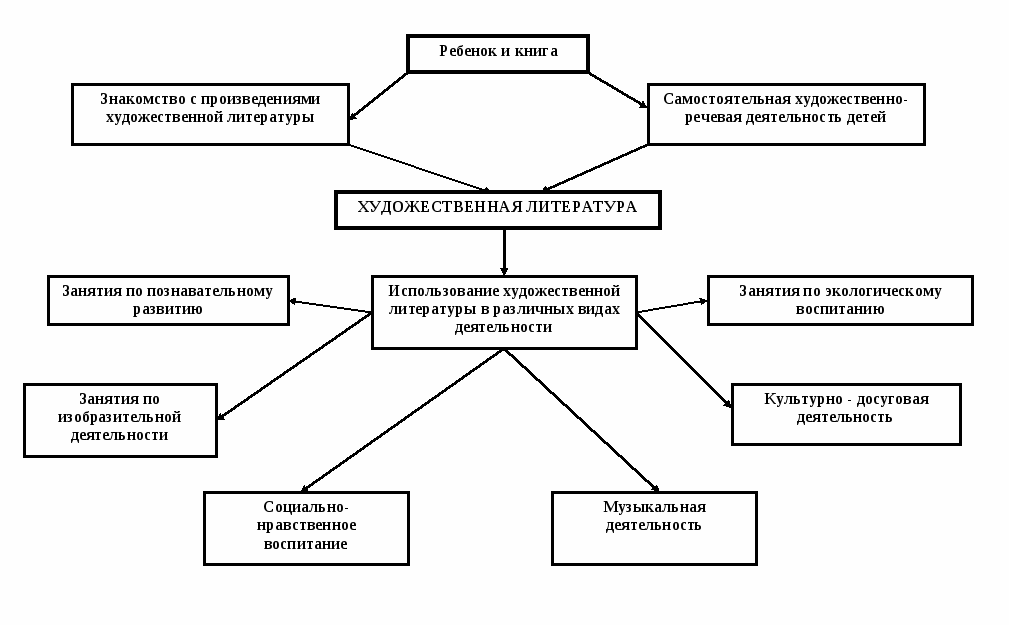 Ребенок и книга
Знакомство с произведениями
художественной литературы
Самостоятельная художественно-
речевая деятельность детей
ХУДОЖЕСТВЕННАЯ ЛИТЕРАТУРА
Занятия по познавательному
развитию
Использование художественной
литературы в различных видах
деятельности
Занятия по экологическому
воспитанию
Занятия по
изобразительной
деятельности
Культурно - досуговая
деятельность
Социально-
нравственное
воспитание
Музыкальная
деятельность